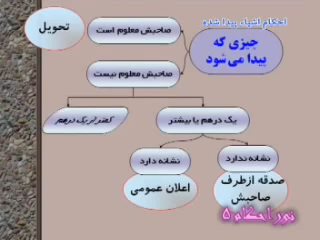 احکام اشیاء پیدا شده
چیزی که
پیدا می شود
صاحبش معلوم است
تحویل
صاحبش معلوم نیست
یک درهم یا بیشتر
کمتر از یک درهم
نشانه ندارد
نشانه دارد
صدقه از طرف
صاحبش
اعلان عمومی
نور احکام ۵